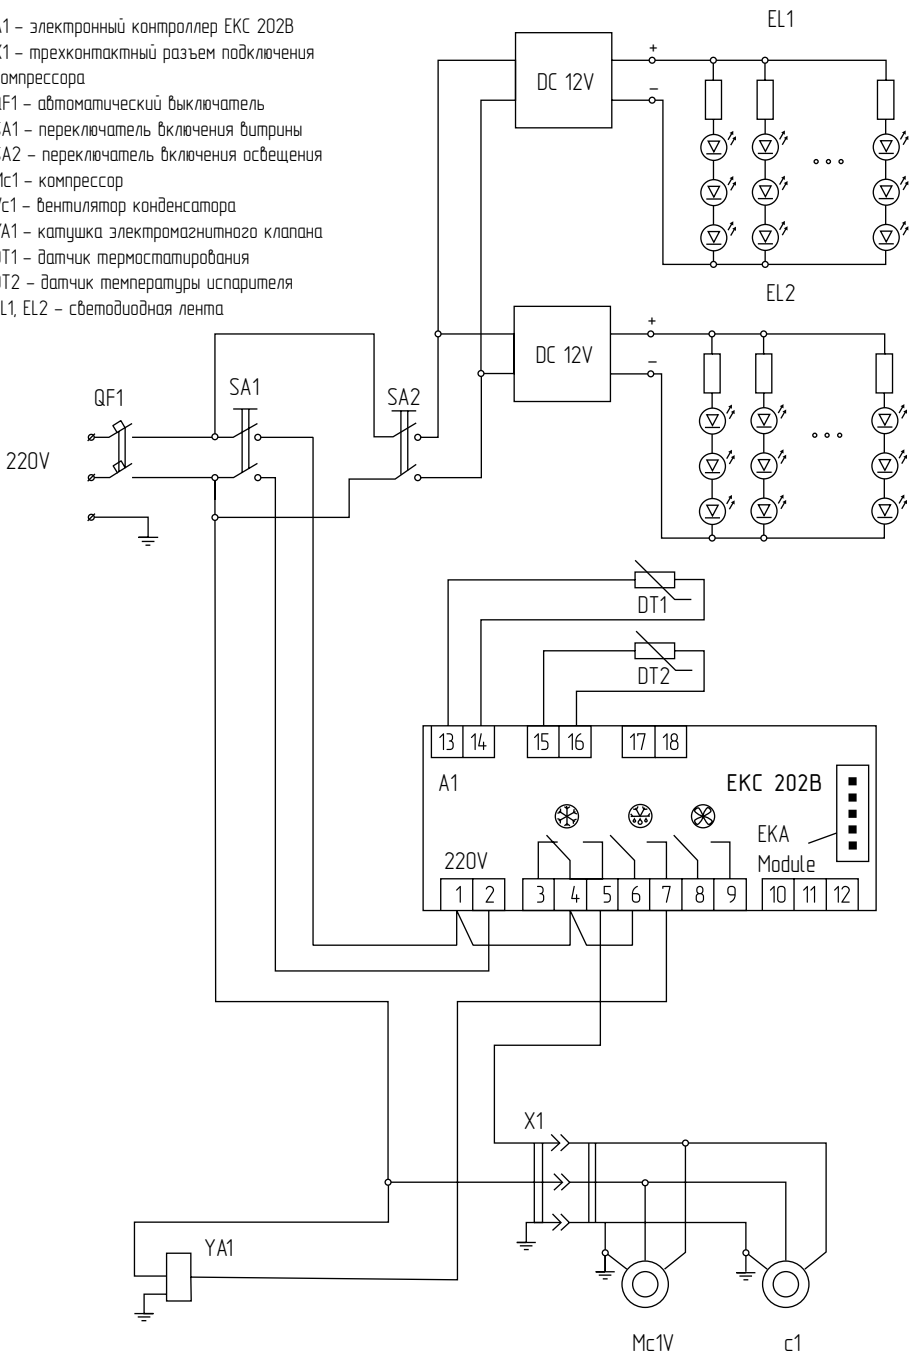 А1 – электронный контроллер EKC 202B
X1 – трехконтактный разъем подключения
компрессора
QF1 – автоматический выключатель
SA1 – переключатель включения витрины
SA2 – переключатель включения освещения
Mc1 – компрессор
Vc1 – вентилятор конденсатора
YA1 – катушка электромагнитного клапана
DT1 – датчик термостатирования
DT2 – датчик температуры испарителя
EL1, EL2 – светодиодная лента
EL1
DC 12V
+
–
EL2
DC 12V
+
–
QF1
SA1
SA2
220V
DT1
DT2
13 14 15 16 17 18
A1
EKC 202B
EKA
Module
220V
1 2 3 4 5 6 7 8 9 10 11 12
X1
YA1
Mc1V
c1